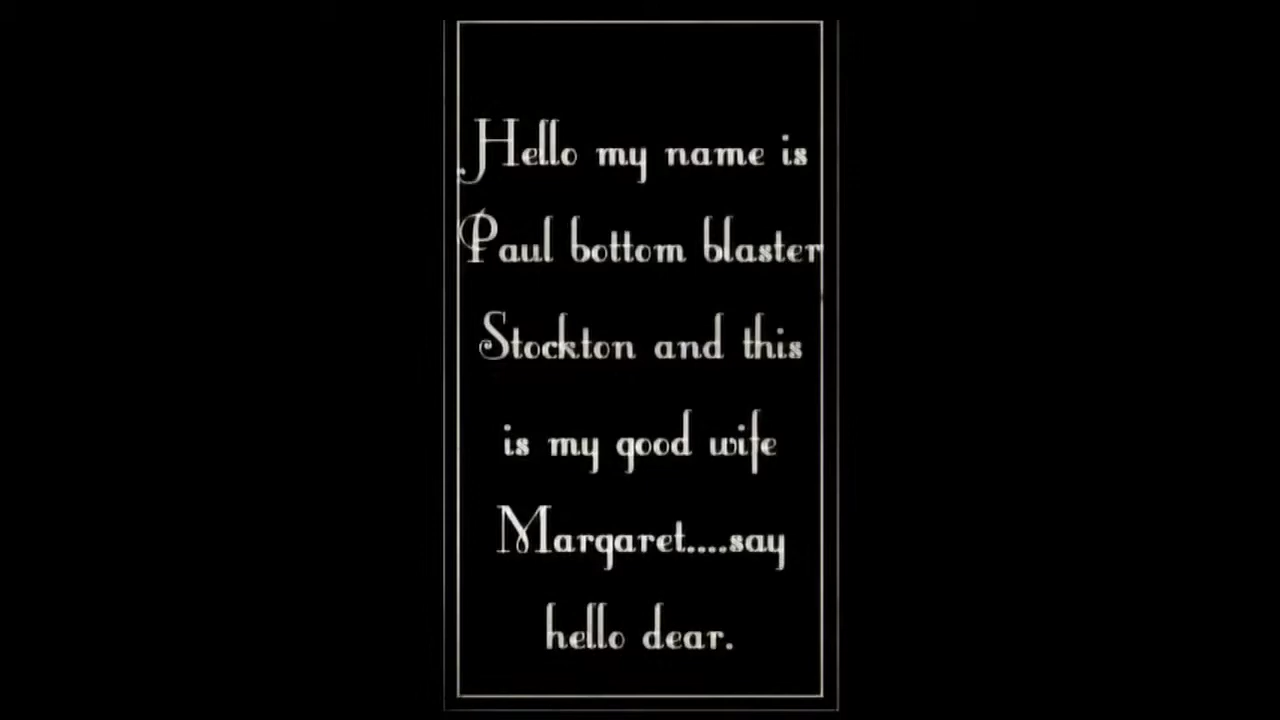 Hello my name is
Paul bottom blaster
Stockton and this
is my good wife
Margaret....say
hello dear.